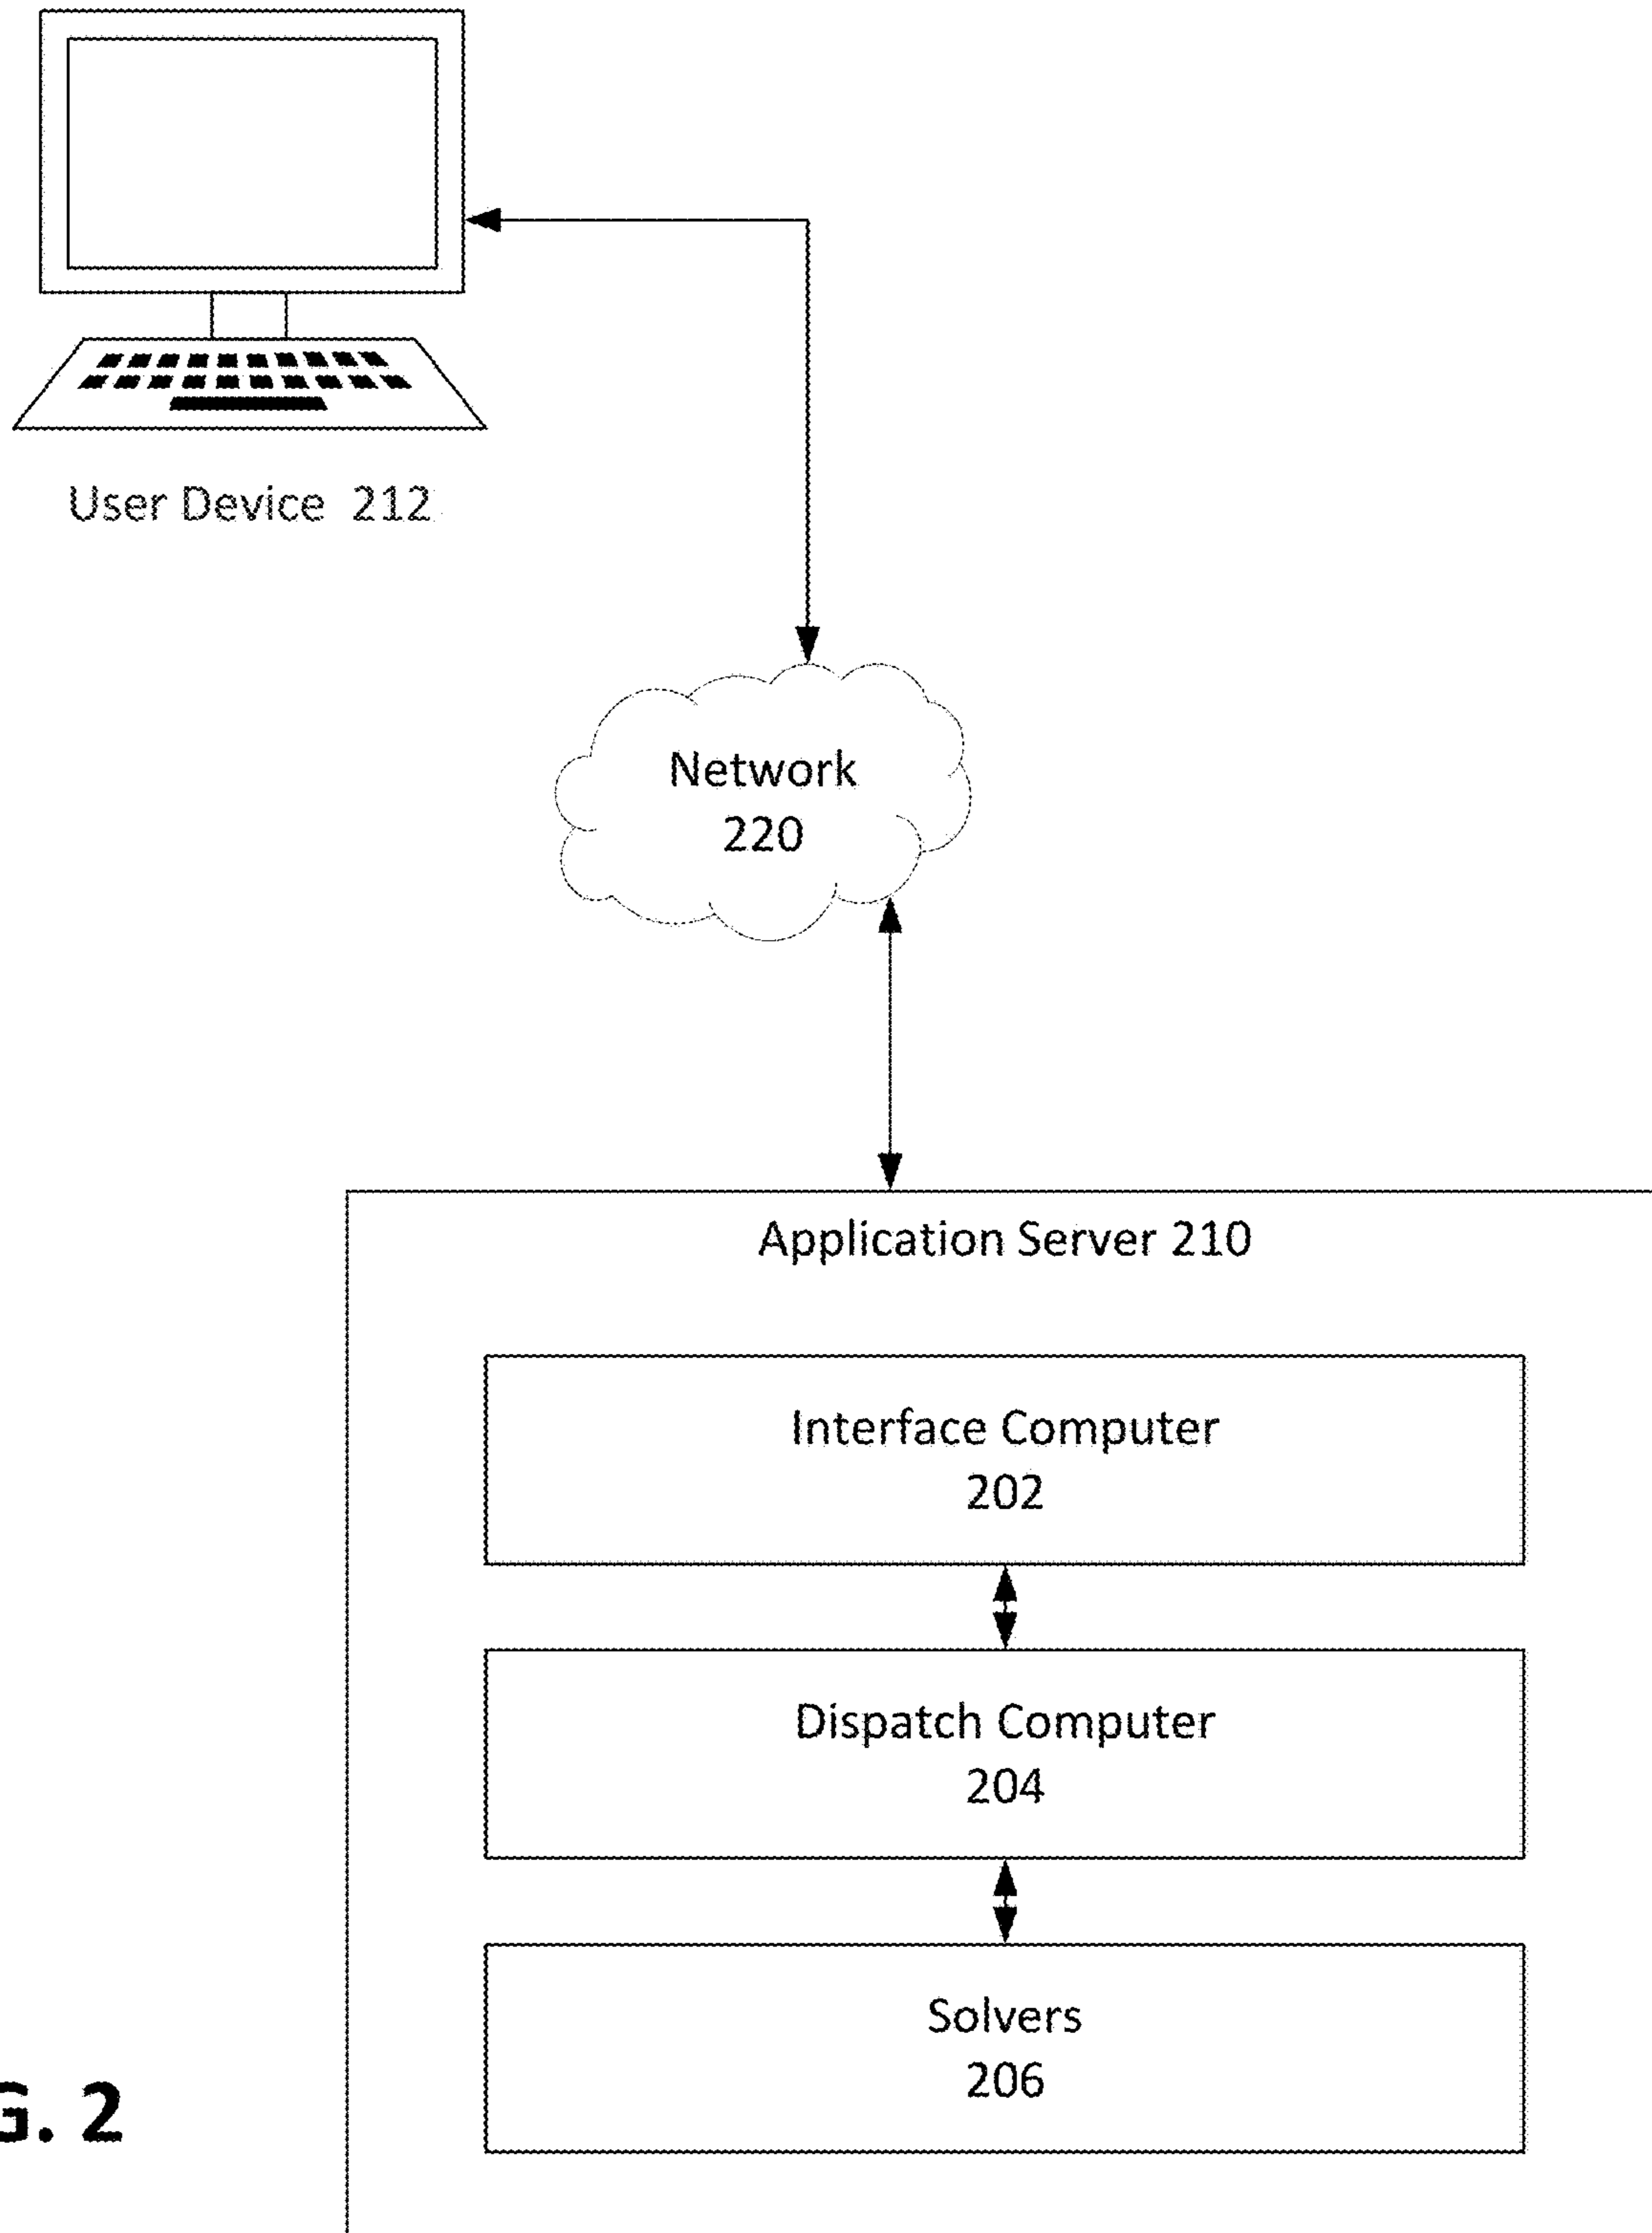 User Device 212
Network
220
Application Server 210
Interface Computer
202
Dispatch Computer
204
Solvers
206
G. 2